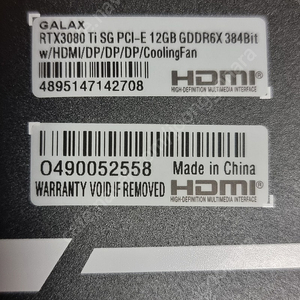 GALAX
RTX3080 Ti SG PCI-E 12GB GDDR6X 384Bit
w/HDMI/DP/DP/DP/CoolingFan
4895147142708
HDMI
HIGH-DEFINITION MULTIMEDIA INTERFACE
O490052558 Made in China
WARRANTY VOID IF REMOVED
HDMI
HIGH-DEFINITION MULTIMEDIA INTERFACE